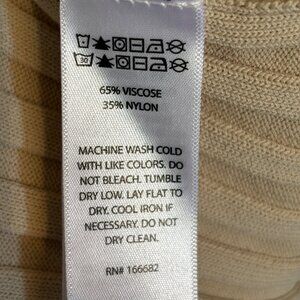 30
65% VISCOSE
35% NYLON
MACHINE WASH COLD
WITH LIKE COLORS. DO
NOT BLEACH. TUMBLE
DRY LOW. LAY FLAT TO
DRY. COOL IRON IF
NECESSARY. DO NOT
DRY CLEAN.
RN# 166682